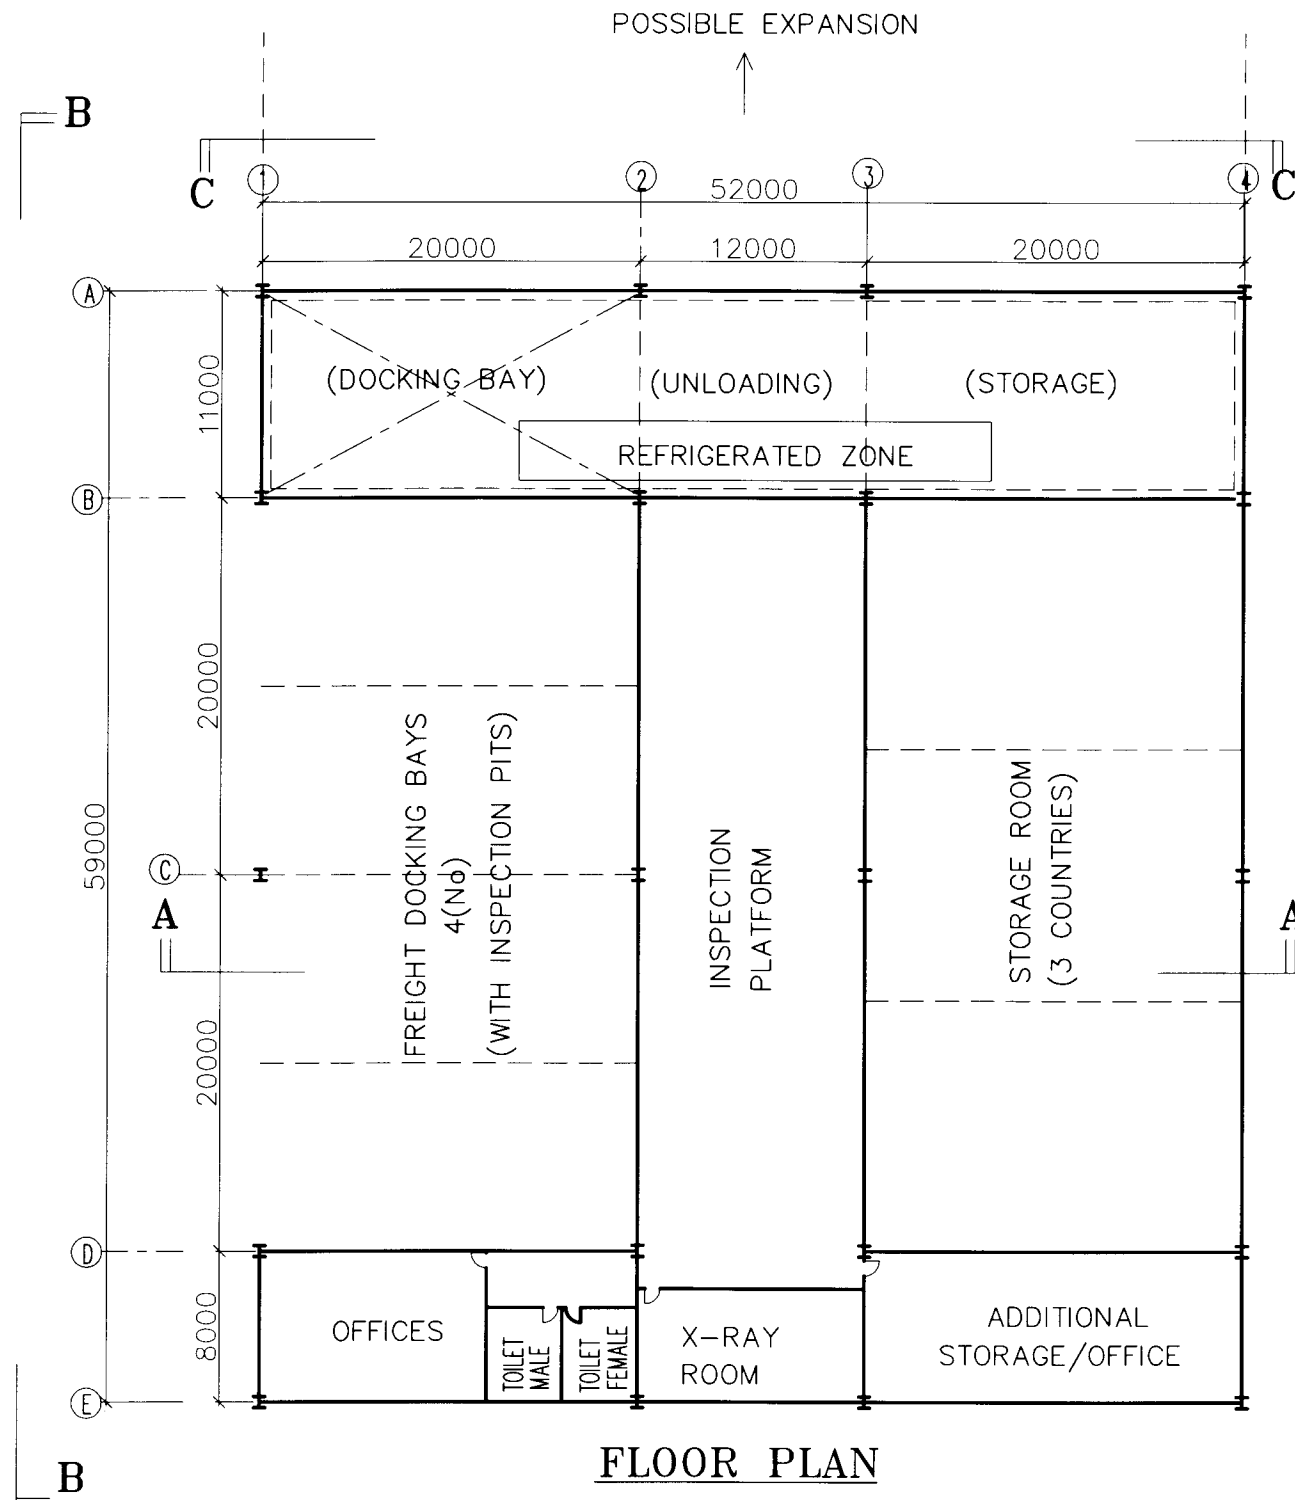 POSSIBLE EXPANSION
B
C
1
2
3
4
C
52000
20000
12000
20000
A
11000
(DOCKING BAY)
(UNLOADING)
(STORAGE)
REFRIGERATED ZONE
B
20000
59000
FREIGHT DOCKING BAYS
4(No)
(WITH INSPECTION PITS)
INSPECTION
PLATFORM
STORAGE ROOM
(3 COUNTRIES)
C
A
A
20000
D
8000
OFFICES
TOILET
MALE
TOILET
FEMALE
X-RAY
ROOM
ADDITIONAL
STORAGE/OFFICE
E
FLOOR PLAN
B